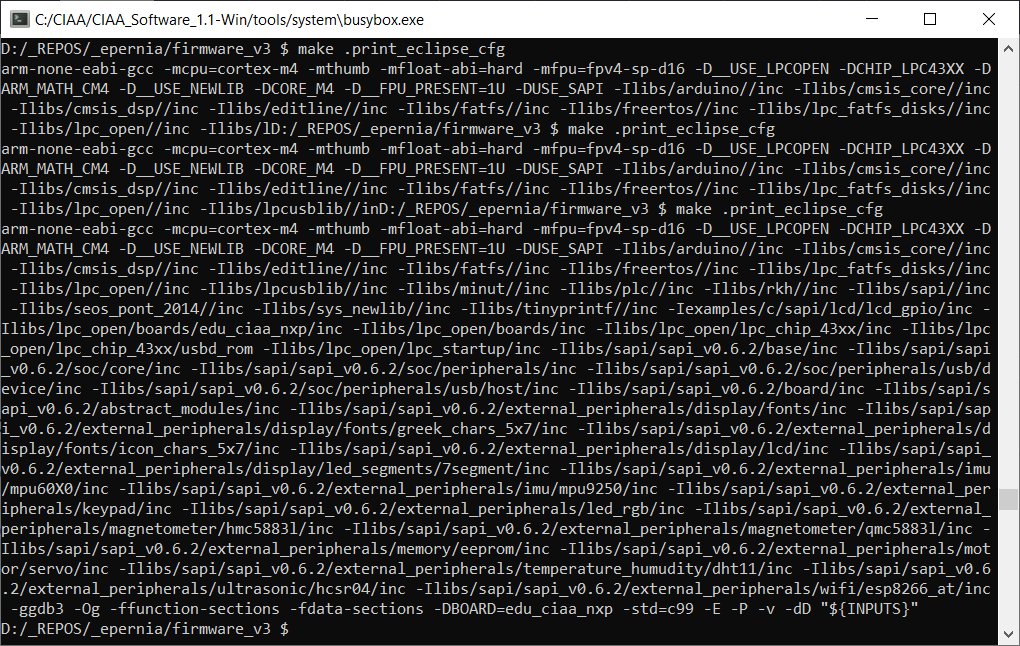 C:/CIAA/CIAA_Software_1.1-Win/tools/system\busybox.exe
D:/_REPOS/_epernia/firmware_v3 $ make .print_eclipse_cfg
arm-none-eabi-gcc -mcpu=cortex-m4 -mthumb -mfloat-abi=hard -mfpu=fpv4-sp-d16 -D__USE_LPCOPEN -DCHIP_LPC43XX -D
ARM_MATH_CM4 -D__USE_NEWLIB -DCORE_M4 -D__FPU_PRESENT=1U -DUSE_SAPI -Ilibs/arduino//inc -Ilibs/cmsis_core//inc
-Ilibs/cmsis_dsp//inc -Ilibs/editline//inc -Ilibs/fatfs//inc -Ilibs/freertos//inc -Ilibs/lpc_fatfs_disks//inc
-Ilibs/lpc_open//inc -Ilibs/lD:/_REPOS/_epernia/firmware_v3 $ make .print_eclipse_cfg
arm-none-eabi-gcc -mcpu=cortex-m4 -mthumb -mfloat-abi=hard -mfpu=fpv4-sp-d16 -D__USE_LPCOPEN -DCHIP_LPC43XX -D
ARM_MATH_CM4 -D__USE_NEWLIB -DCORE_M4 -D__FPU_PRESENT=1U -DUSE_SAPI -Ilibs/arduino//inc -Ilibs/cmsis_core//inc
-Ilibs/cmsis_dsp//inc -Ilibs/editline//inc -Ilibs/fatfs//inc -Ilibs/freertos//inc -Ilibs/lpc_fatfs_disks//inc
-Ilibs/lpc_open//inc -Ilibs/lpcusblib//inD:/_REPOS/_epernia/firmware_v3 $ make .print_eclipse_cfg
arm-none-eabi-gcc -mcpu=cortex-m4 -mthumb -mfloat-abi=hard -mfpu=fpv4-sp-d16 -D__USE_LPCOPEN -DCHIP_LPC43XX -D
ARM_MATH_CM4 -D__USE_NEWLIB -DCORE_M4 -D__FPU_PRESENT=1U -DUSE_SAPI -Ilibs/arduino//inc -Ilibs/cmsis_core//inc
-Ilibs/cmsis_dsp//inc -Ilibs/editline//inc -Ilibs/fatfs//inc -Ilibs/freertos//inc -Ilibs/lpc_fatfs_disks//inc
-Ilibs/lpc_open//inc -Ilibs/lpcusblib//inc -Ilibs/minut//inc -Ilibs/plc//inc -Ilibs/rkh//inc -Ilibs/sapi//inc
-Ilibs/seos_pont_2014//inc -Ilibs/sys_newlib//inc -Ilibs/tinyprintf//inc -Iexamples/c/sapi/lcd/lcd_gpio/inc -
Ilibs/lpc_open/boards/edu_ciaa_nxp/inc -Ilibs/lpc_open/boards/inc -Ilibs/lpc_open/lpc_chip_43xx/inc -Ilibs/lpc
_open/lpc_chip_43xx/usbd_rom -Ilibs/lpc_open/lpc_startup/inc -Ilibs/sapi/sapi_v0.6.2/base/inc -Ilibs/sapi/sapi
_v0.6.2/soc/core/inc -Ilibs/sapi/sapi_v0.6.2/soc/peripherals/inc -Ilibs/sapi/sapi_v0.6.2/soc/peripherals/usb/d
evice/inc -Ilibs/sapi/sapi_v0.6.2/soc/peripherals/usb/host/inc -Ilibs/sapi/sapi_v0.6.2/board/inc -Ilibs/sapi/s
api_v0.6.2/abstract_modules/inc -Ilibs/sapi/sapi_v0.6.2/external_peripherals/display/fonts/inc -Ilibs/sapi/sap
i_v0.6.2/external_peripherals/display/fonts/greek_chars_5x7/inc -Ilibs/sapi/sapi_v0.6.2/external_peripherals/d
isplay/fonts/icon_chars_5x7/inc -Ilibs/sapi/sapi_v0.6.2/external_peripherals/display/lcd/inc -Ilibs/sapi/sapi_
v0.6.2/external_peripherals/display/led_segments/7segment/inc -Ilibs/sapi/sapi_v0.6.2/external_peripherals/imu
/mpu60X0/inc -Ilibs/sapi/sapi_v0.6.2/external_peripherals/imu/mpu9250/inc -Ilibs/sapi/sapi_v0.6.2/external_per
ipherals/keypad/inc -Ilibs/sapi/sapi_v0.6.2/external_peripherals/led_rgb/inc -Ilibs/sapi/sapi_v0.6.2/external_
peripherals/magnetometer/hmc5883l/inc -Ilibs/sapi/sapi_v0.6.2/external_peripherals/magnetometer/qmc5883l/inc -
Ilibs/sapi/sapi_v0.6.2/external_peripherals/memory/eeprom/inc -Ilibs/sapi/sapi_v0.6.2/external_peripherals/mot
or/servo/inc -Ilibs/sapi/sapi_v0.6.2/external_peripherals/temperature_humudity/dht11/inc -Ilibs/sapi/sapi_v0.6
.2/external_peripherals/ultrasonic/hcsr04/inc -Ilibs/sapi/sapi_v0.6.2/external_peripherals/wifi/esp8266_at/inc
-ggdb3 -Og -ffunction-sections -fdata-sections -DBOARD=edu_ciaa_nxp -std=c99 -E -P -v -dD "${INPUTS}"
D:/_REPOS/_epernia/firmware_v3 $